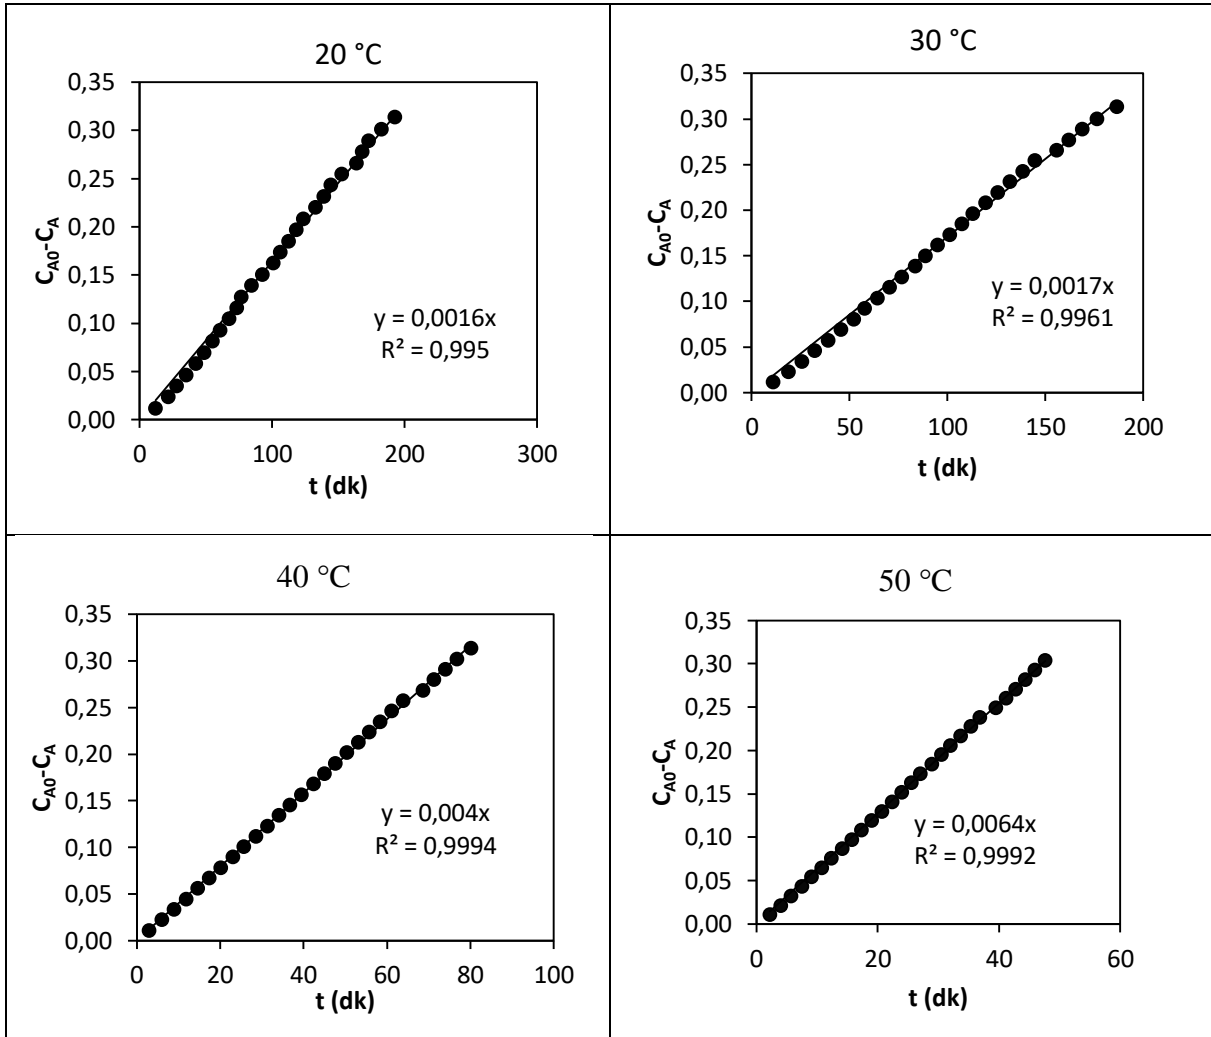 20 °C
0,35
0,30
0,25
0,20
0,15
0,10
0,05
0,00
C_A0-C_A
y = 0,0016x
R² = 0,995
0 100 200 300
t (dk)
30 °C
0,35
0,30
0,25
0,20
0,15
0,10
0,05
0,00
C_A0-C_A
y = 0,0017x
R² = 0,9961
0 50 100 150 200
t (dk)
40 °C
0,35
0,30
0,25
0,20
0,15
0,10
0,05
0,00
C_A0-C_A
y = 0,004x
R² = 0,9994
0 20 40 60 80 100
t (dk)
50 °C
0,35
0,30
0,25
0,20
0,15
0,10
0,05
0,00
C_A0-C_A
y = 0,0064x
R² = 0,9992
0 20 40 60
t (dk)